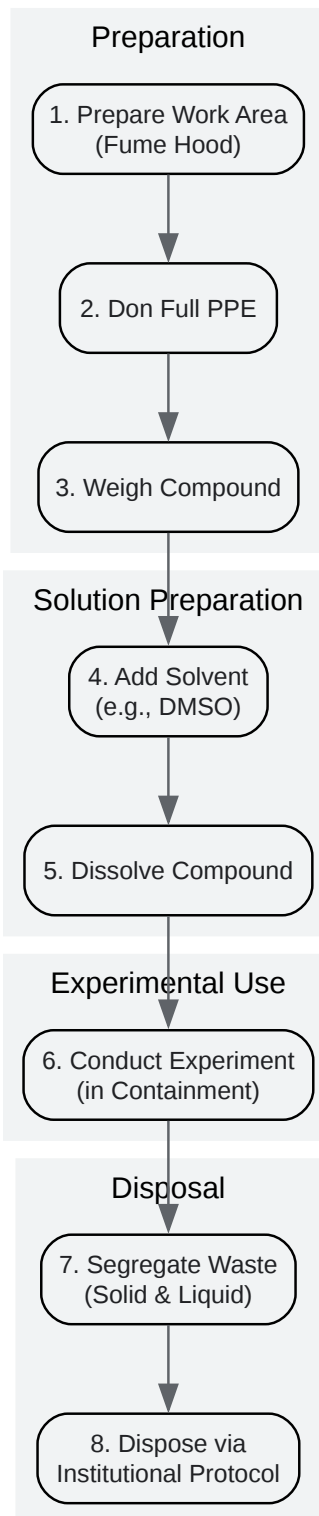 Preparation
1. Prepare Work Area
(Fume Hood)
2. Don Full PPE
3. Weigh Compound
Solution Preparation
4. Add Solvent
(e.g., DMSO)
5. Dissolve Compound
Experimental Use
6. Conduct Experiment
(in Containment)
Disposal
7. Segregate Waste
(Solid & Liquid)
8. Dispose via
Institutional Protocol